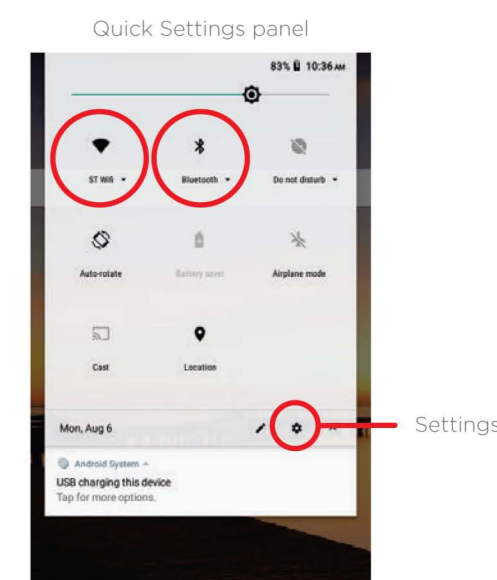 Quick Settings panel
83% 10:36 AM
ST Wifi
Bluetooth
Do not disturb
Auto-rotate
Battery saver
Airplane mode
Cast
Location
Mon, Aug 6
Settings
Android System
USB charging this device
Tap for more options.